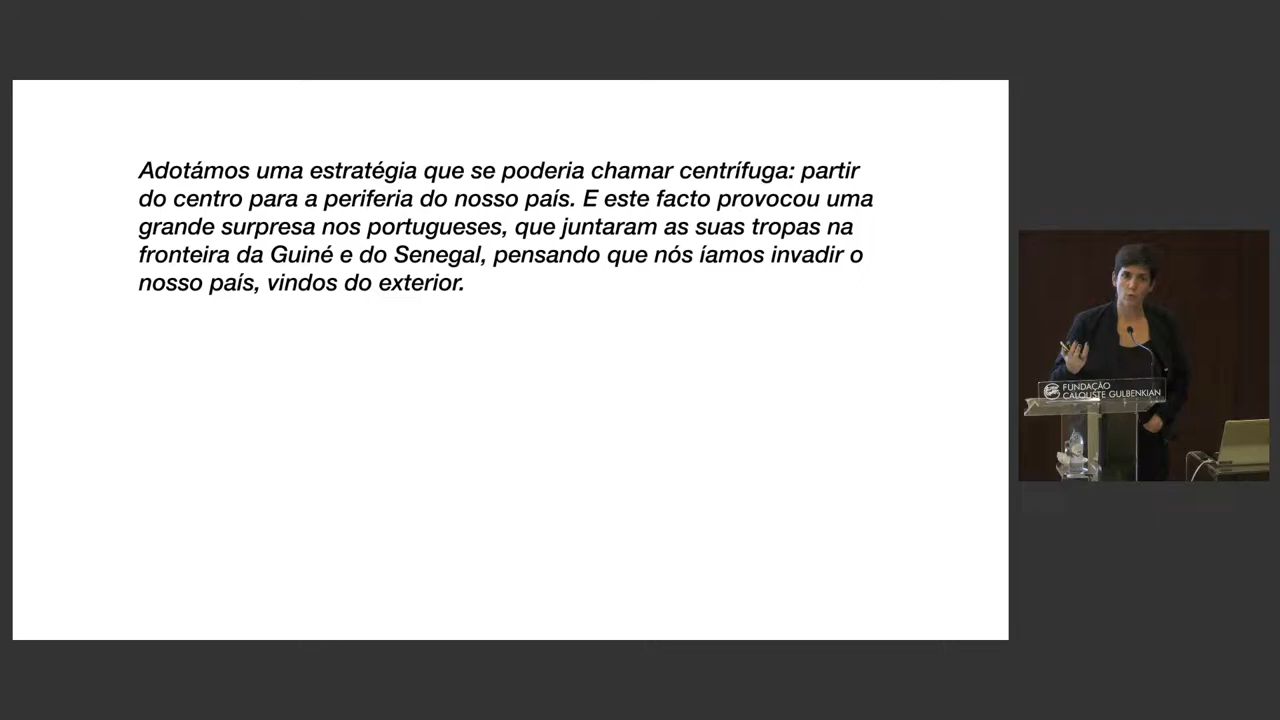 Adotámos uma estratégia que se poderia chamar centrífuga: partir
do centro para a periferia do nosso país. E este facto provocou uma
grande surpresa nos portugueses, que juntaram as suas tropas na
fronteira da Guiné e do Senegal, pensando que nós íamos invadir o
nosso país, vindos do exterior.
FUNDAÇÃO
CALOUSTE GULBENKIAN